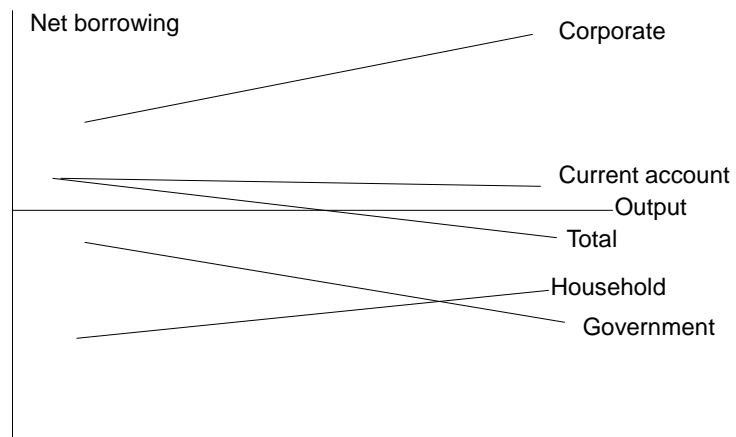 Net borrowing
Corporate
Current account
Output
Total
Household
Government